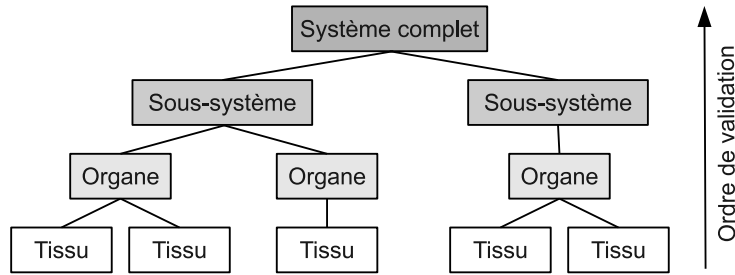 Système complet
Sous-système
Sous-système
Organe
Organe
Organe
Tissu
Tissu
Tissu
Tissu
Tissu
Ordre de validation